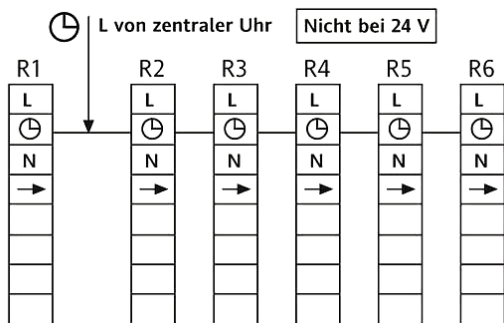 L von zentraler Uhr
Nicht bei 24 V
R1 R2 R3 R4 R5 R6
L L L L L L
N N N N N N